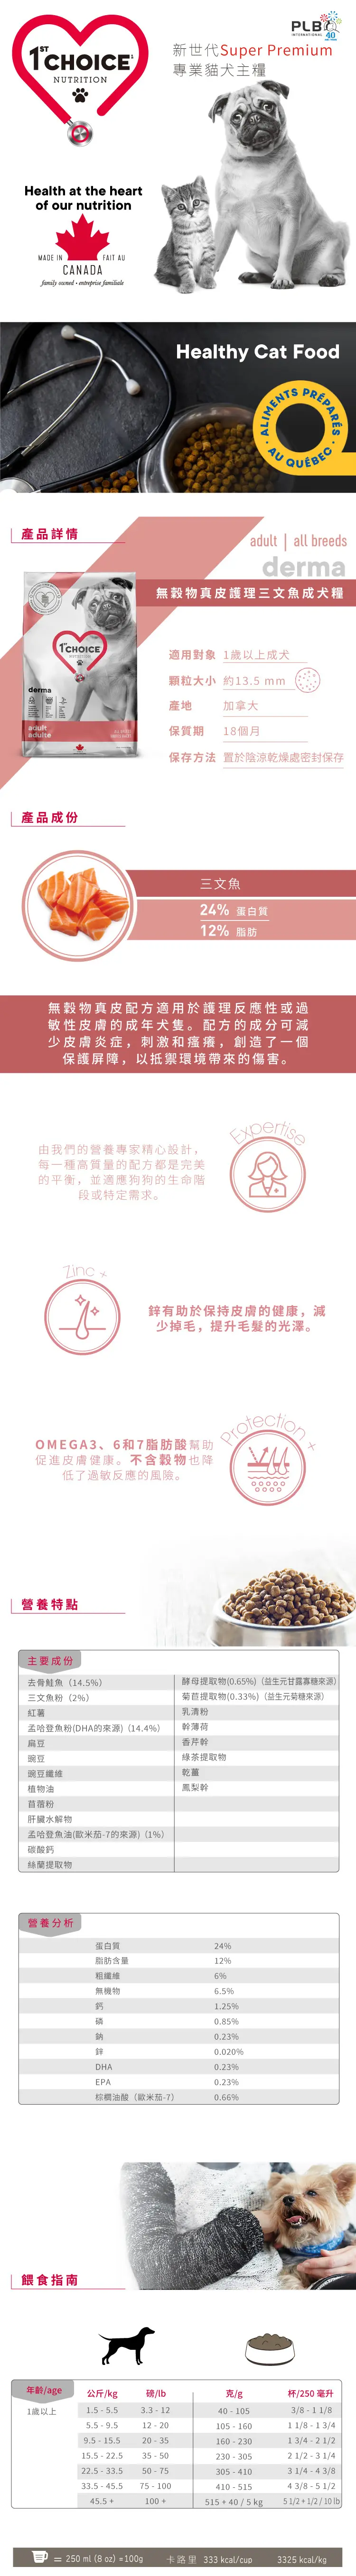 1ST CHOICE
NUTRITION
PLB
INTERNATIONAL 40
新世代Super Premium
專業貓犬主糧
Health at the heart
of our nutrition
MADE IN FAIT AU
CANADA
family owned • entreprise familiale
Healthy Cat Food
ALIMENTS PRÉPARÉS
AU QUÉBEC
產品詳情
adult | all breeds
derma
無穀物真皮護理三文魚成犬糧
1ST CHOICE
NUTRITION
derma
adult
adulte
適用對象 1歲以上成犬
顆粒大小 約13.5 mm
產地 加拿大
保質期 18個月
保存方法 置於陰涼乾燥處密封保存
產品成份
三文魚
24% 蛋白質
12% 脂肪
無穀物真皮配方適用於護理反應性或過
敏性皮膚的成年犬隻。配方的成分可減
少皮膚炎症，刺激和瘙癢，創造了一個
保護屏障，以抵禦環境帶來的傷害。
Expertise
由我們的營養專家精心設計，
每一種高質量的配方都是完美
的平衡，並適應狗狗的生命階
段或特定需求。
Zinc +
鋅有助於保持皮膚的健康，減
少掉毛，提升毛髮的光澤。
Protection +
OMEGA3、6和7脂肪酸幫助
促進皮膚健康。不含穀物也降
低了過敏反應的風險。
營養特點
主要成份
去骨鮭魚（14.5%）
三文魚粉（2%）
紅薯
孟哈登魚粉(DHA的來源)（14.4%）
扁豆
豌豆
豌豆纖維
植物油
苜蓿粉
肝臟水解物
孟哈登魚油(歐米茄-7的來源)（1%）
碳酸鈣
絲蘭提取物
酵母提取物(0.65%)（益生元甘露寡糖來源）
菊苣提取物(0.33%)（益生元菊糖來源）
乳清粉
幹薄荷
香芹幹
綠茶提取物
乾薑
鳳梨幹
營養分析
蛋白質 24%
脂肪含量 12%
粗纖維 6%
無機物 6.5%
鈣 1.25%
磷 0.85%
鈉 0.23%
鋅 0.020%
DHA 0.23%
EPA 0.23%
棕櫚油酸（歐米茄-7） 0.66%
餵食指南
年齡/age 公斤/kg 磅/lb 克/g 杯/250 毫升
1歲以上 1.5 - 5.5 3.3 - 12 40 - 105 3/8 - 1 1/8
5.5 - 9.5 12 - 20 105 - 160 1 1/8 - 1 3/4
9.5 - 15.5 20 - 35 160 - 230 1 3/4 - 2 1/2
15.5 - 22.5 35 - 50 230 - 305 2 1/2 - 3 1/4
22.5 - 33.5 50 - 75 305 - 410 3 1/4 - 4 3/8
33.5 - 45.5 75 - 100 410 - 515 4 3/8 - 5 1/2
45.5 + 100 + 515 + 40 / 5 kg 5 1/2 + 1/2 / 10 lb
= 250 ml (8 oz) =100g 卡路里 333 kcal/cup 3325 kcal/kg